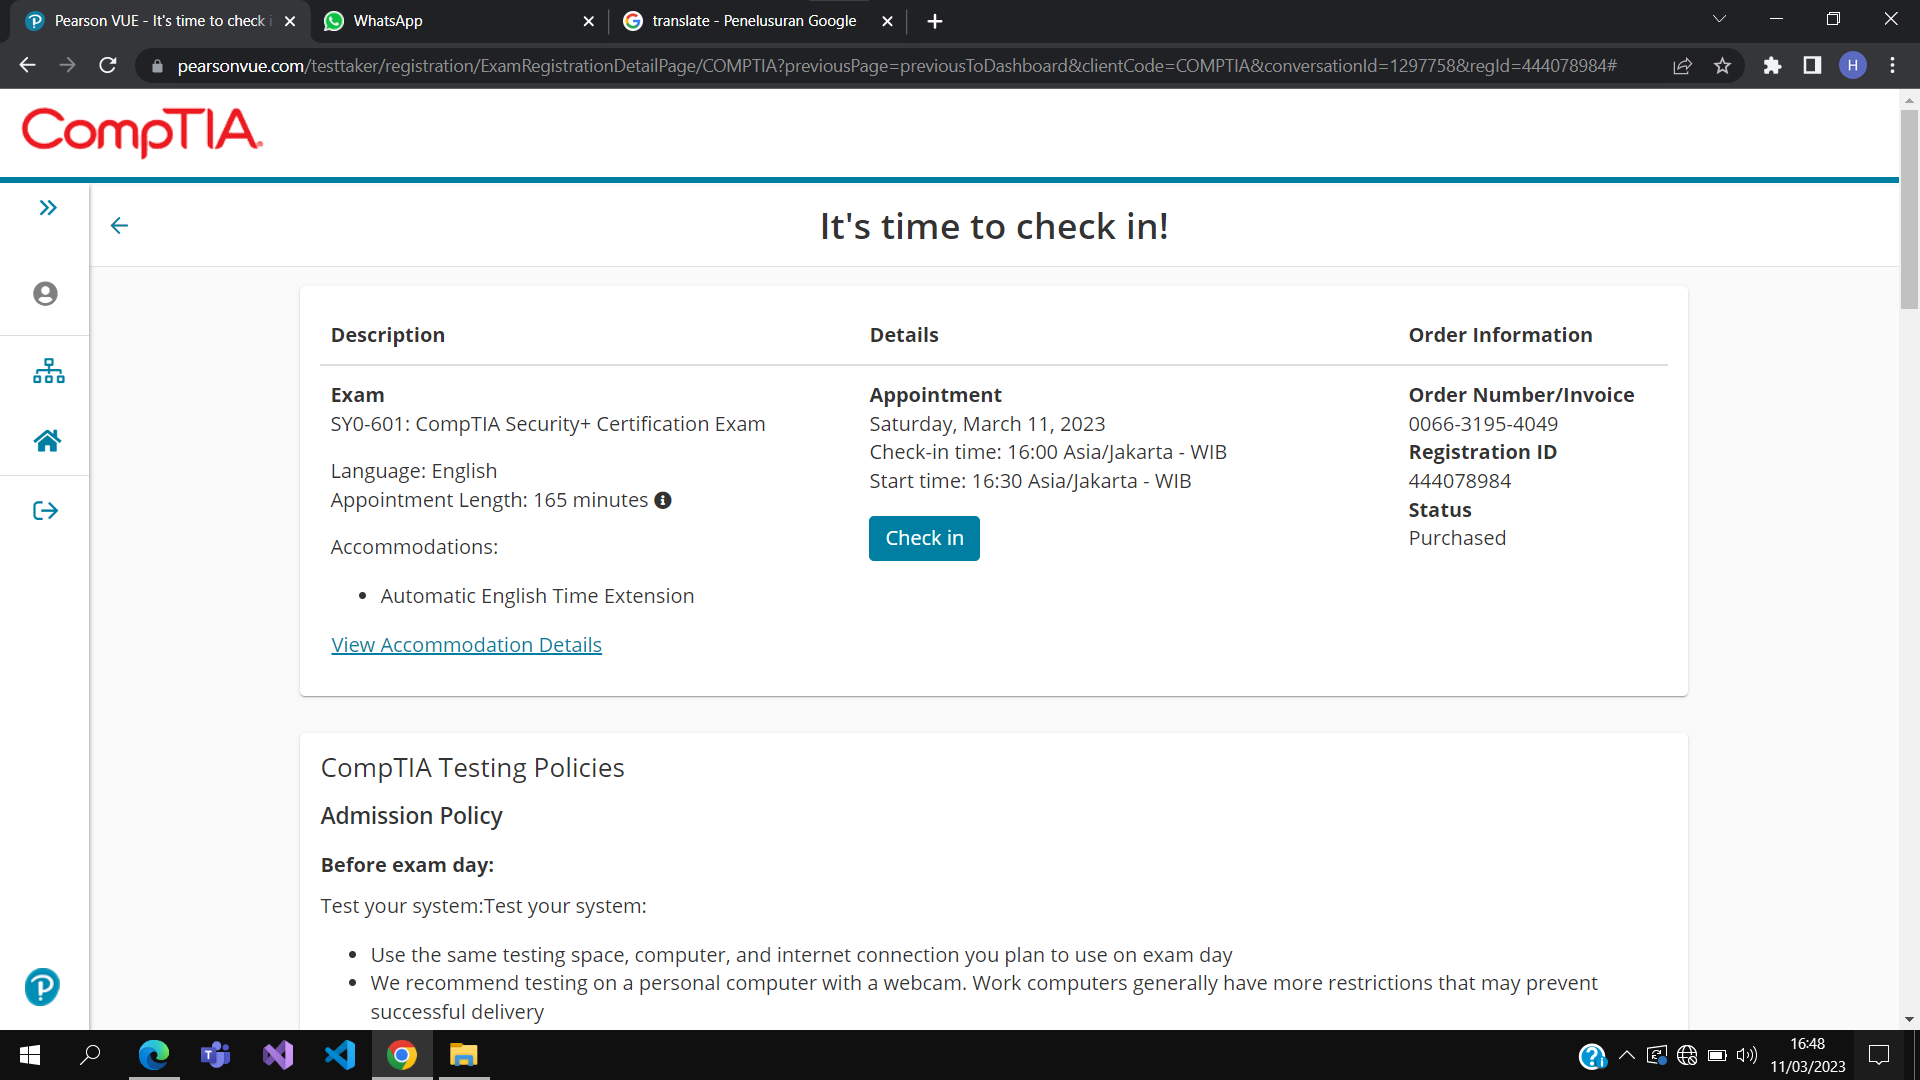 Pearson VUE - It's time to check i
WhatsApp
translate - Penelusuran Google
pearsonvue.com/testtaker/registration/ExamRegistrationDetailPage/COMPTIA?previousPage=previousToDashboard&clientCode=COMPTIA&conversationId=1297758&regId=444078984#
H
CompTIA.
It's time to check in!
Description
Details
Order Information
Exam
SY0-601: CompTIA Security+ Certification Exam
Language: English
Appointment Length: 165 minutes
Accommodations:
• Automatic English Time Extension
View Accommodation Details
Appointment
Saturday, March 11, 2023
Check-in time: 16:00 Asia/Jakarta - WIB
Start time: 16:30 Asia/Jakarta - WIB
Check in
Order Number/Invoice
0066-3195-4049
Registration ID
444078984
Status
Purchased
CompTIA Testing Policies
Admission Policy
Before exam day:
Test your system:Test your system:
• Use the same testing space, computer, and internet connection you plan to use on exam day
• We recommend testing on a personal computer with a webcam. Work computers generally have more restrictions that may prevent
successful delivery
16:48
11/03/2023